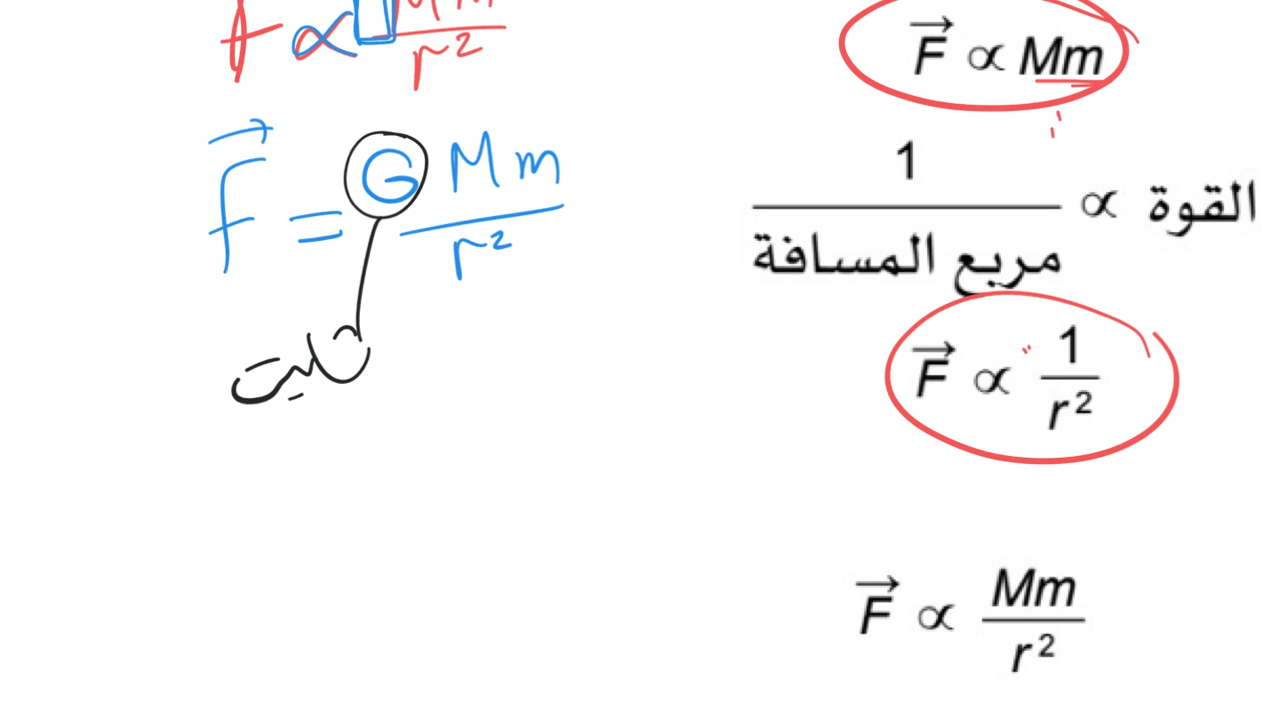 F ∝ Mm / r²
F⃗ = G Mm / r²
ثابت
F⃗ ∝ Mm
القوة ∝ 1 / مربع المسافة
F⃗ ∝ 1 / r²
F⃗ ∝ Mm / r²